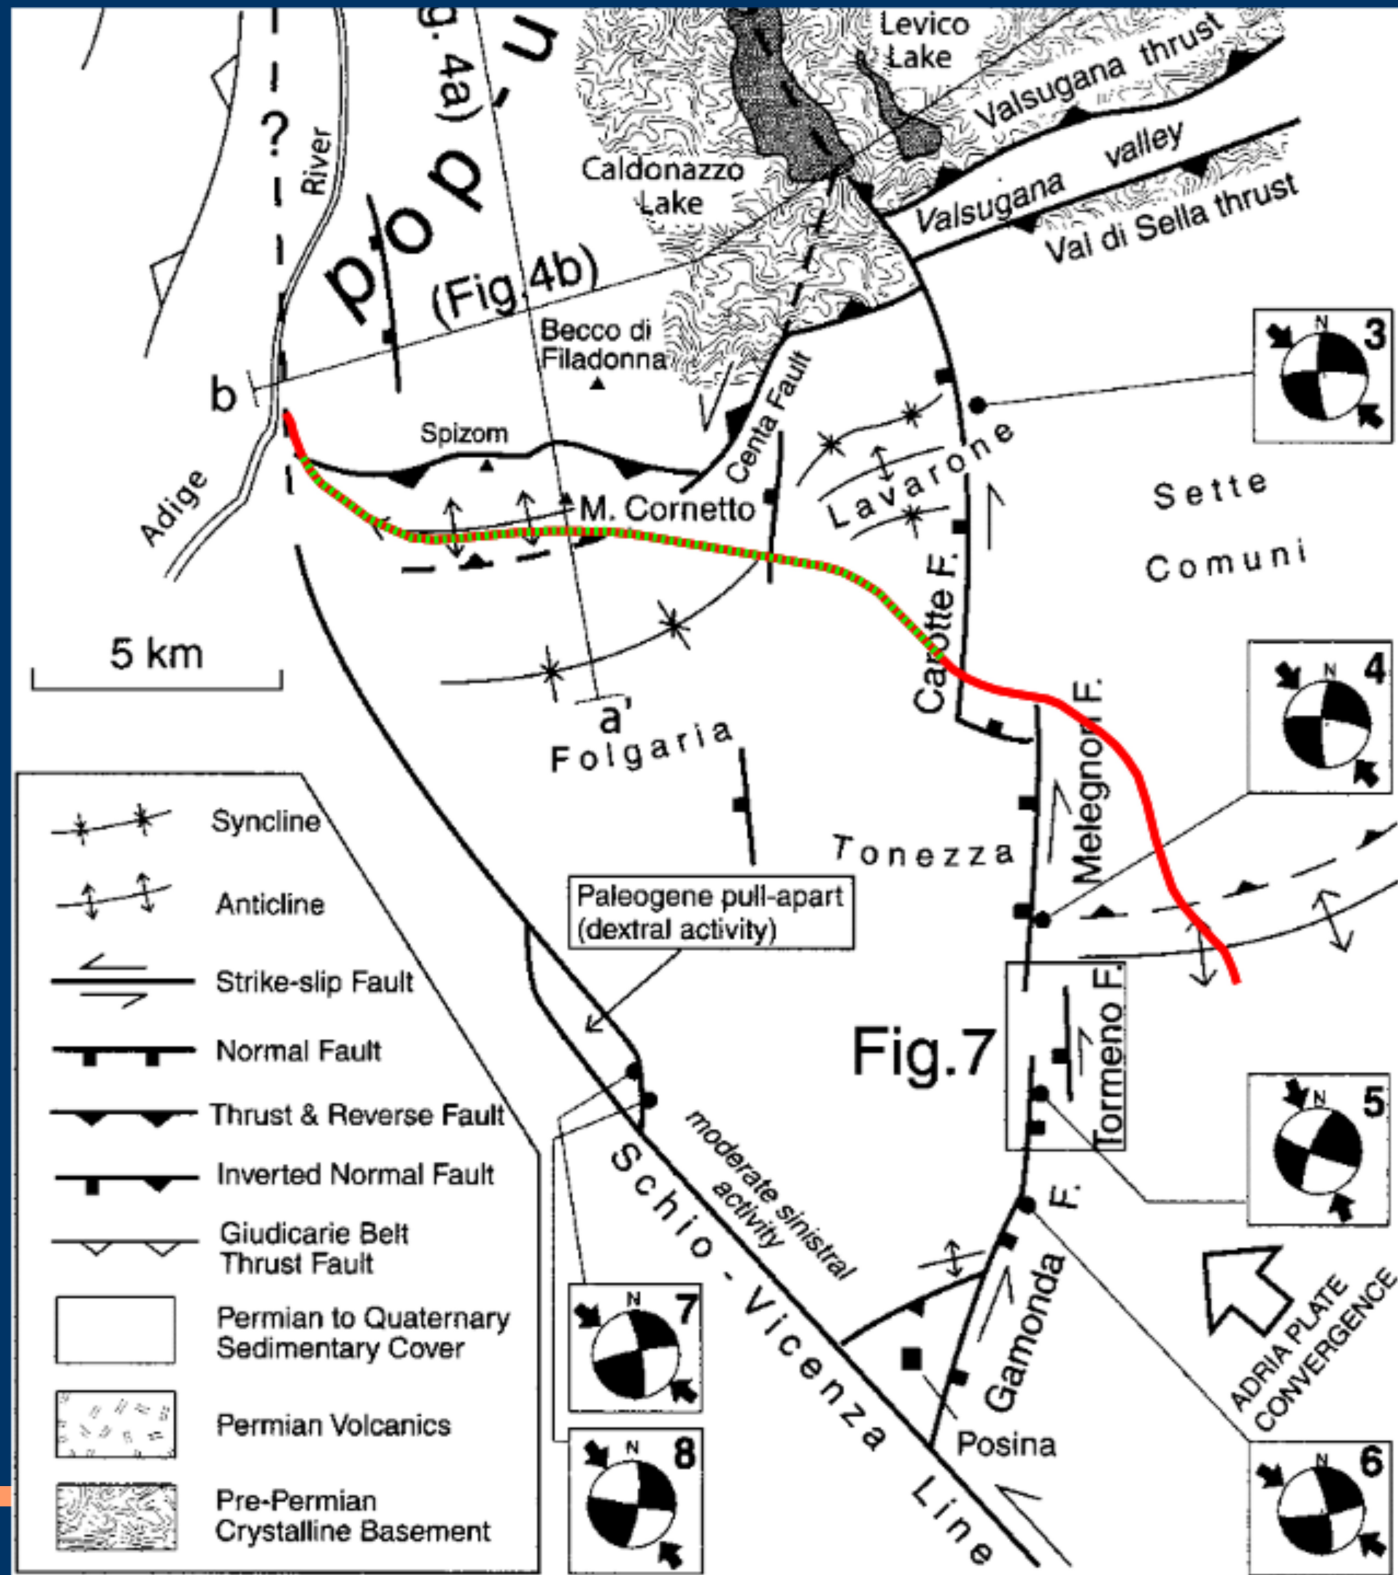 Levico
Lake
Valsugana thrust
g. 4a)
n
-
d
o
p
?
River
Caldonazzo
Lake
Valsugana valley
Val di Sella thrust
(Fig.4b)
Becco di
Filadonna
b
N
3
Spizom
Centa Fault
Lavarone
Adige
M. Cornetto
Sette
Comuni
Carotte F.
5 km
a'
N
4
Folgaria
Melegnon F.
Tonezza
Syncline
Anticline
Strike-slip Fault
Normal Fault
Thrust & Reverse Fault
Inverted Normal Fault
Giudicarie Belt
Thrust Fault
Permian to Quaternary
Sedimentary Cover
Permian Volcanics
Pre-Permian
Crystalline Basement
Paleogene pull-apart
(dextral activity)
Fig.7
Tormeno F.
N
5
moderate sinistral
activity
Schio - Vicenza Line
Gamonda F.
ADRIA PLATE
CONVERGENCE
N
7
Posina
N
8
N
6